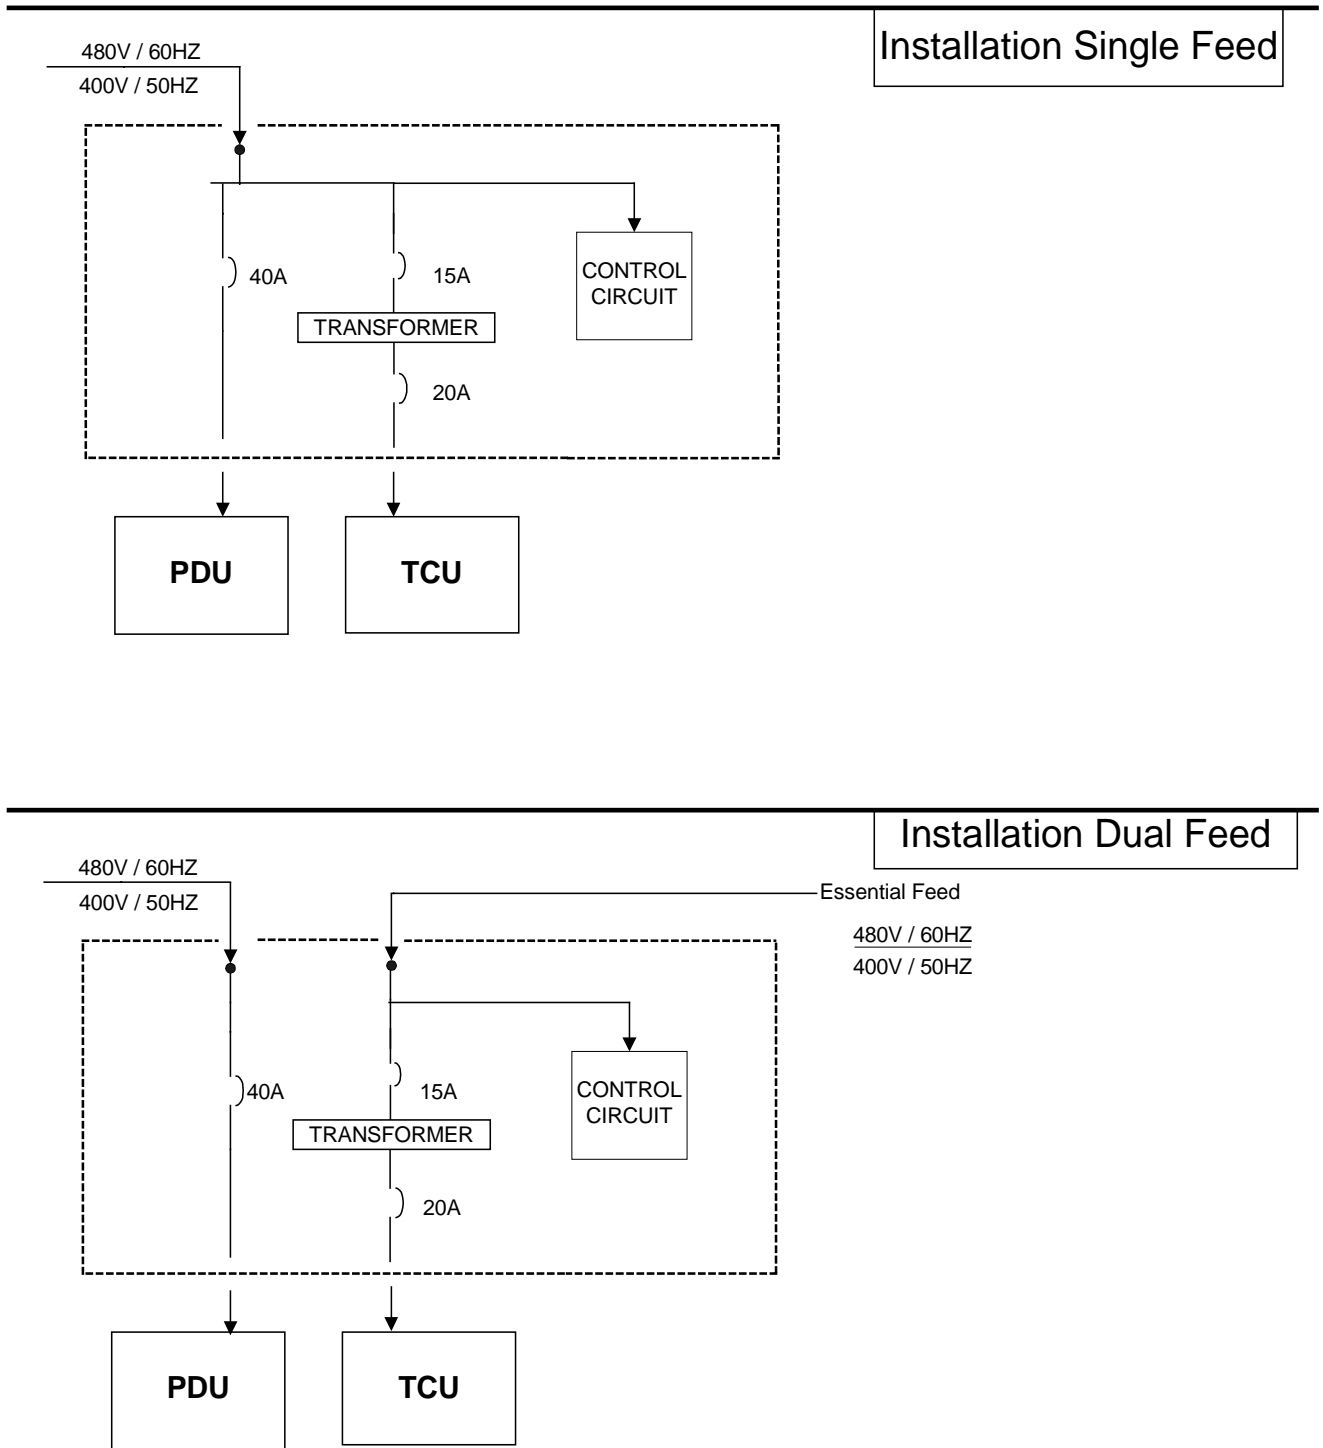 Installation Single Feed
480V / 60HZ
400V / 50HZ
40A
15A
CONTROL
CIRCUIT
TRANSFORMER
20A
PDU
TCU
Installation Dual Feed
480V / 60HZ
400V / 50HZ
Essential Feed
480V / 60HZ
400V / 50HZ
40A
15A
CONTROL
CIRCUIT
TRANSFORMER
20A
PDU
TCU